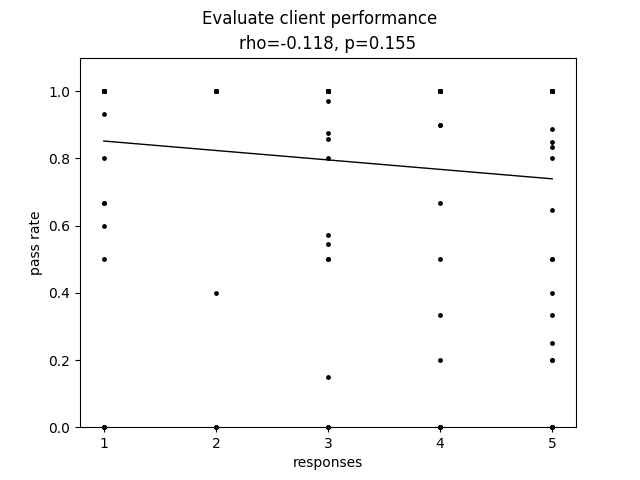 Evaluate client performance
rho=-0.118, p=0.155
1.0
0.8
0.6
0.4
0.2
0.0
pass rate
1 2 3 4 5
responses